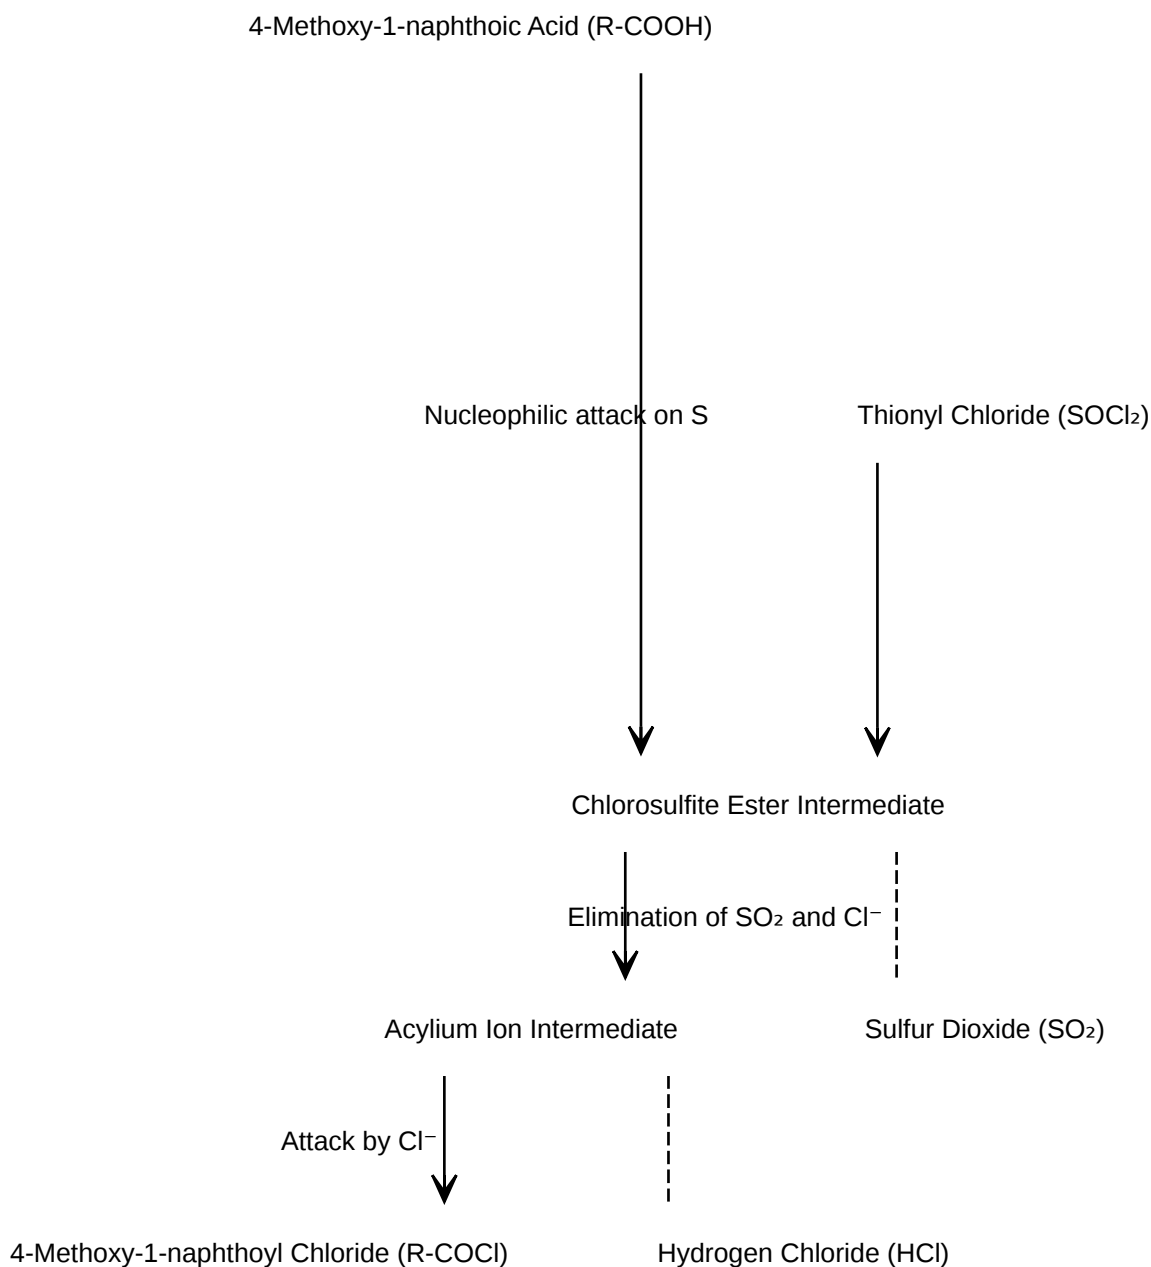 4-Methoxy-1-naphthoic Acid (R-COOH)
Nucleophilic attack on S
Thionyl Chloride (SOCl₂)
Chlorosulfite Ester Intermediate
Elimination of SO₂ and Cl⁻
Acylium Ion Intermediate
Sulfur Dioxide (SO₂)
Attack by Cl⁻
4-Methoxy-1-naphthoyl Chloride (R-COCl)
Hydrogen Chloride (HCl)